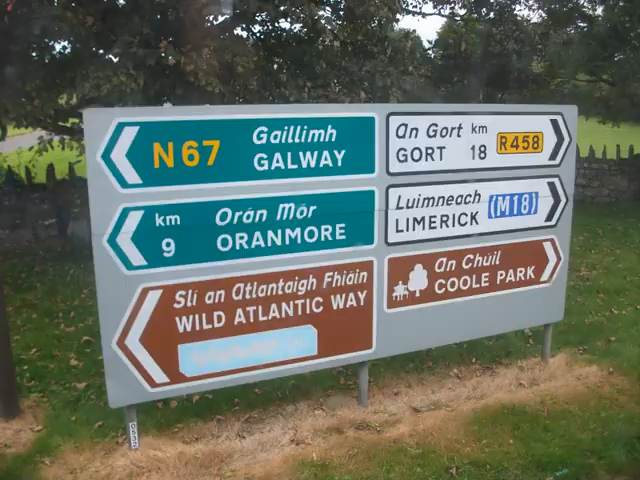 N67 Gaillimh
GALWAY
km Orán Mór
9 ORANMORE
Slí an Atlantaigh Fhiáin
WILD ATLANTIC WAY
An Gort km
GORT 18 R458
Luimneach
LIMERICK (M18)
An Chúil
COOLE PARK
0532